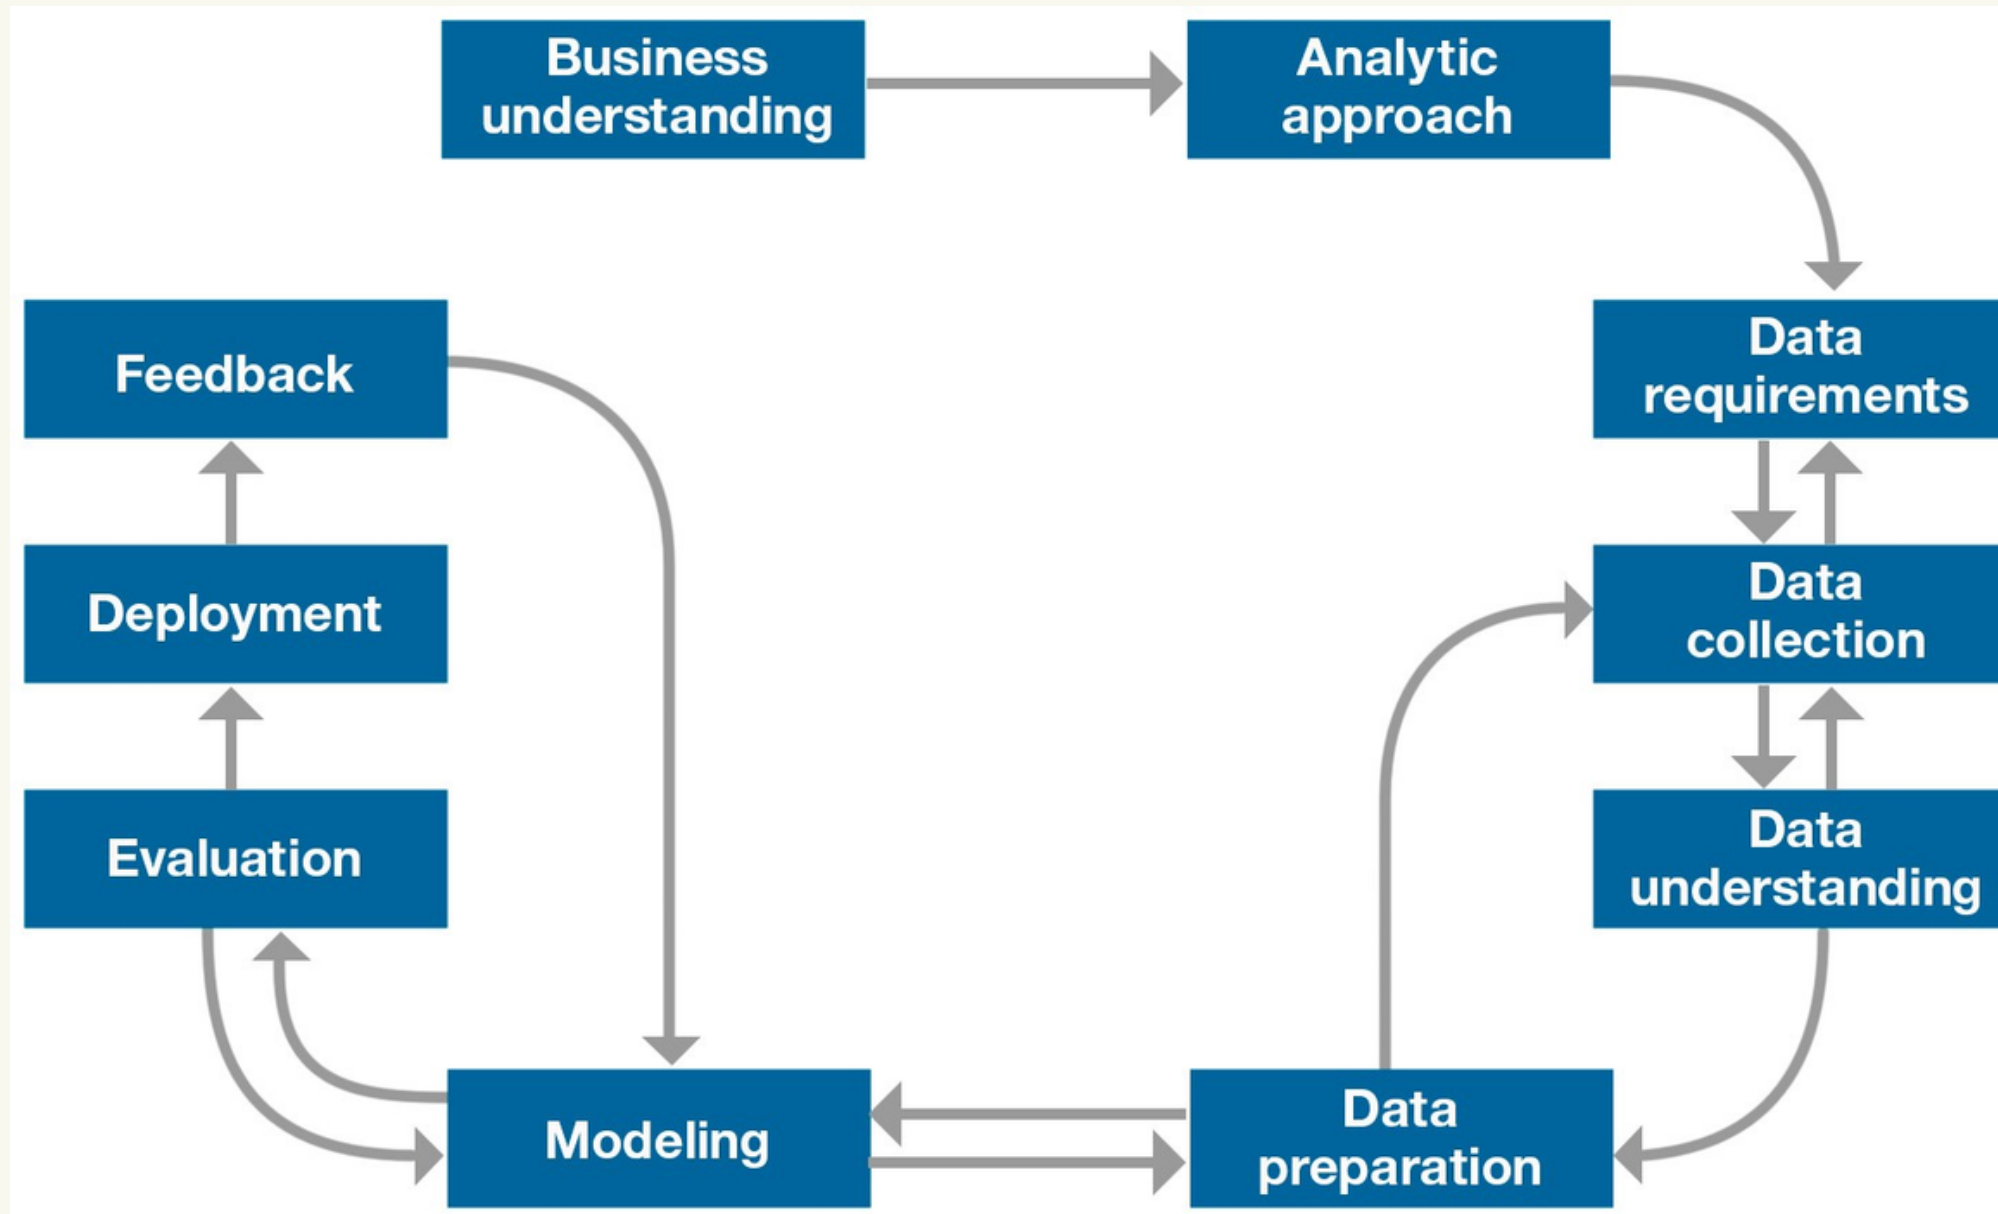 Business
understanding
Analytic
approach
Data
requirements
Data
collection
Data
understanding
Data
preparation
Modeling
Evaluation
Deployment
Feedback